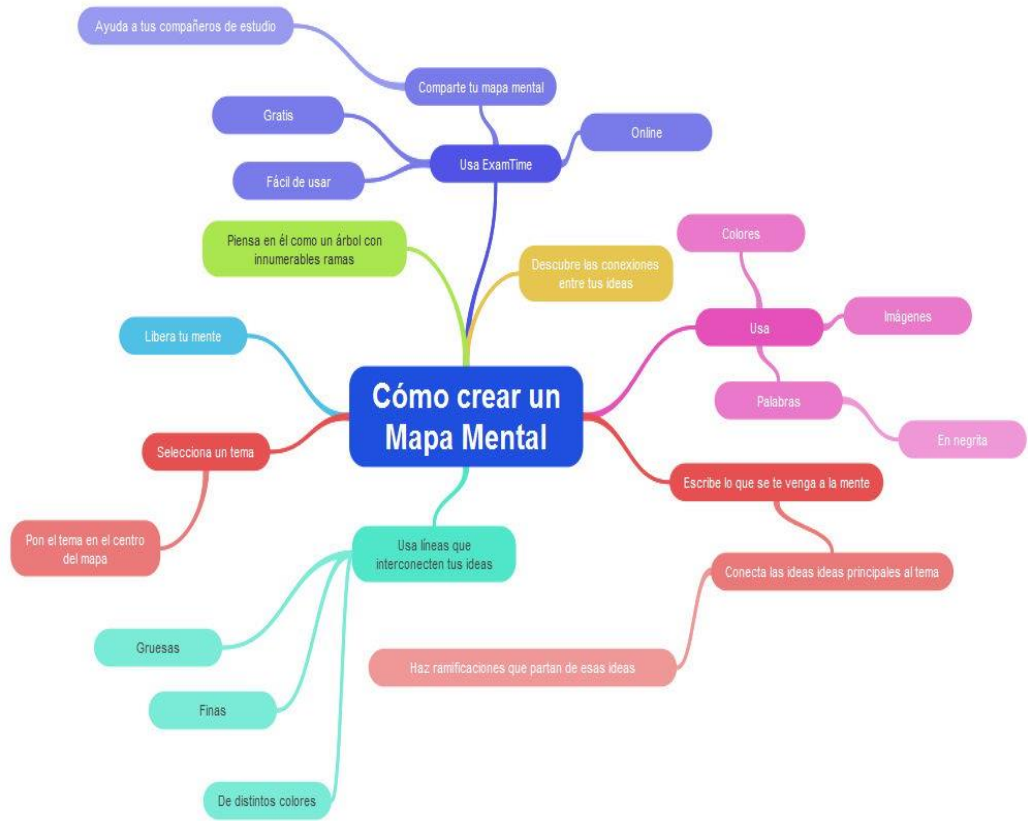 Ayuda a tus compañeros de estudio
Comparte tu mapa mental
Gratis
Online
Usa ExamTime
Fácil de usar
Piensa en él como un árbol con
innumerables ramas
Descubre las conexiones
entre tus ideas
Colores
Imágenes
Usa
Palabras
En negrita
Libera tu mente
Cómo crear un
Mapa Mental
Selecciona un tema
Pon el tema en el centro
del mapa
Escribe lo que se te venga a la mente
Conecta las ideas ideas principales al tema
Haz ramificaciones que partan de esas ideas
Usa líneas que
interconecten tus ideas
Gruesas
Finas
De distintos colores